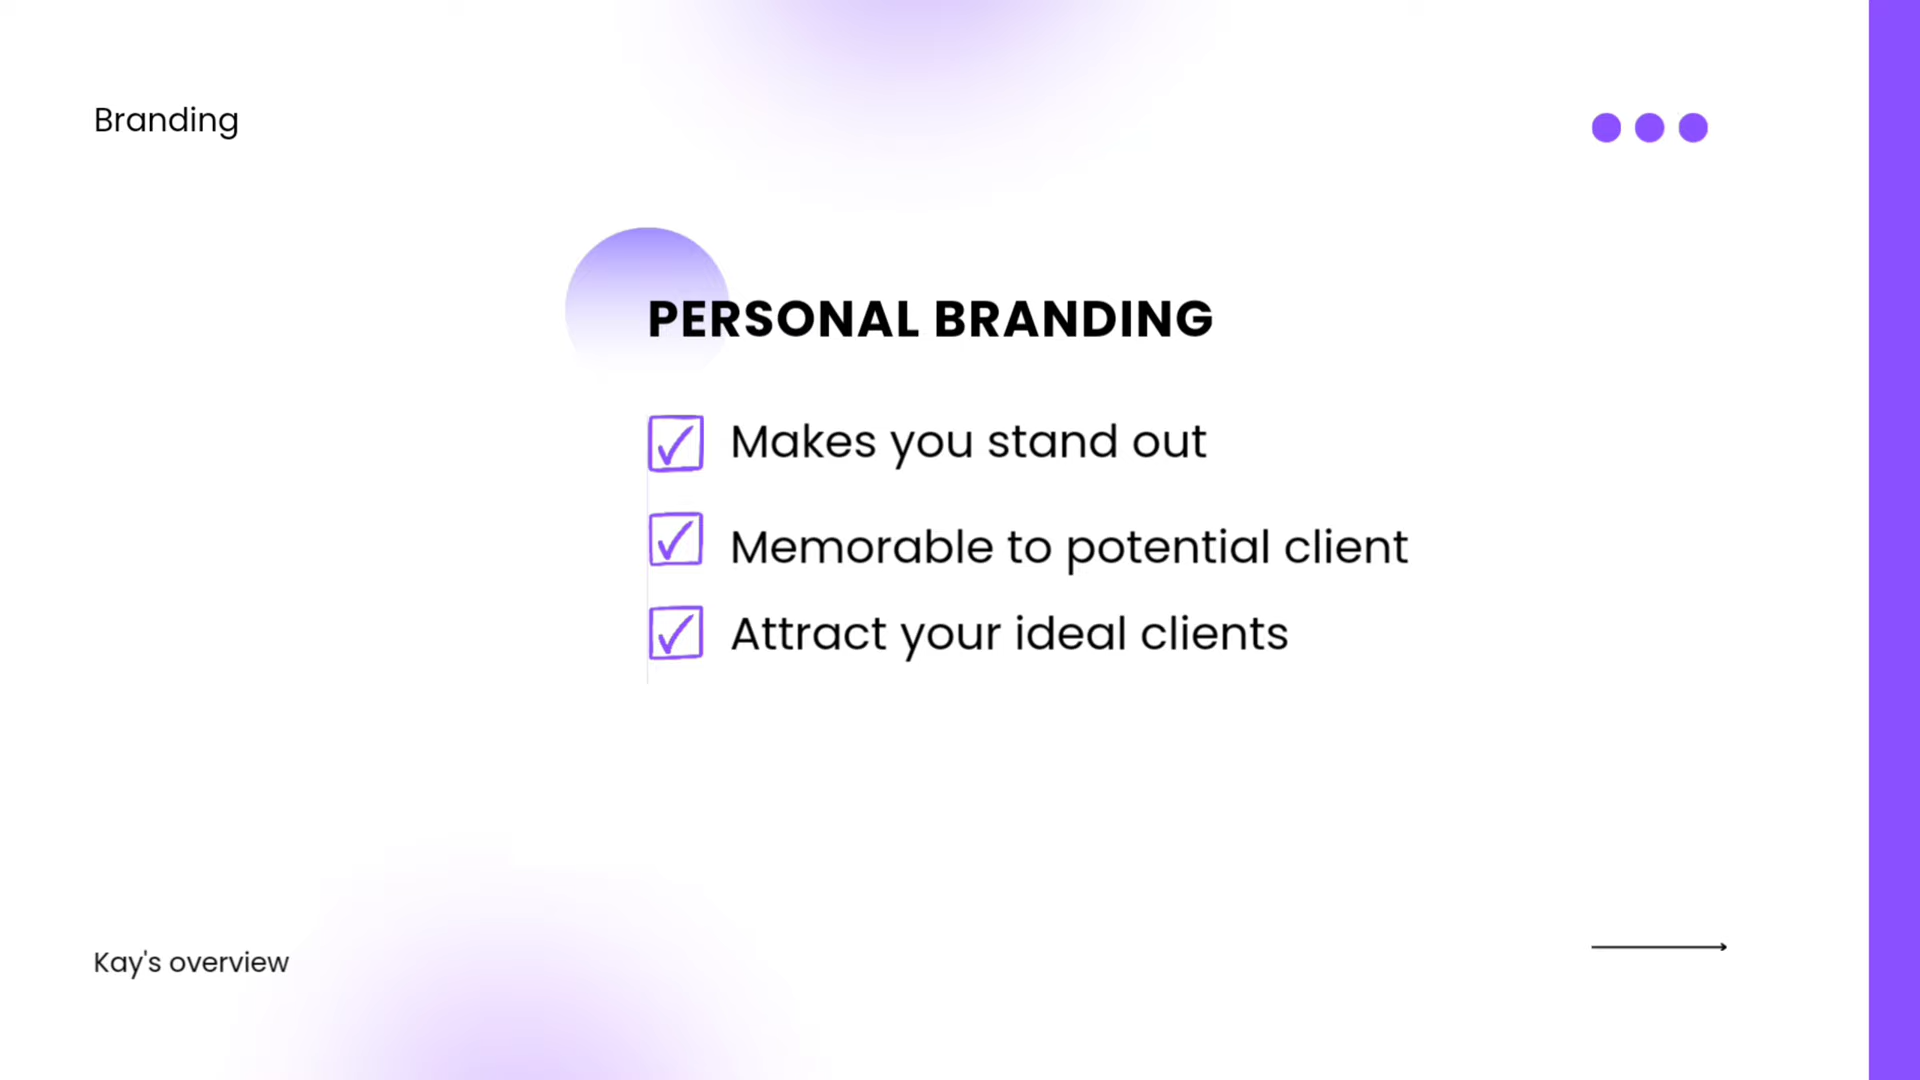 Branding
PERSONAL BRANDING
Makes you stand out
Memorable to potential client
Attract your ideal clients
Kay's overview